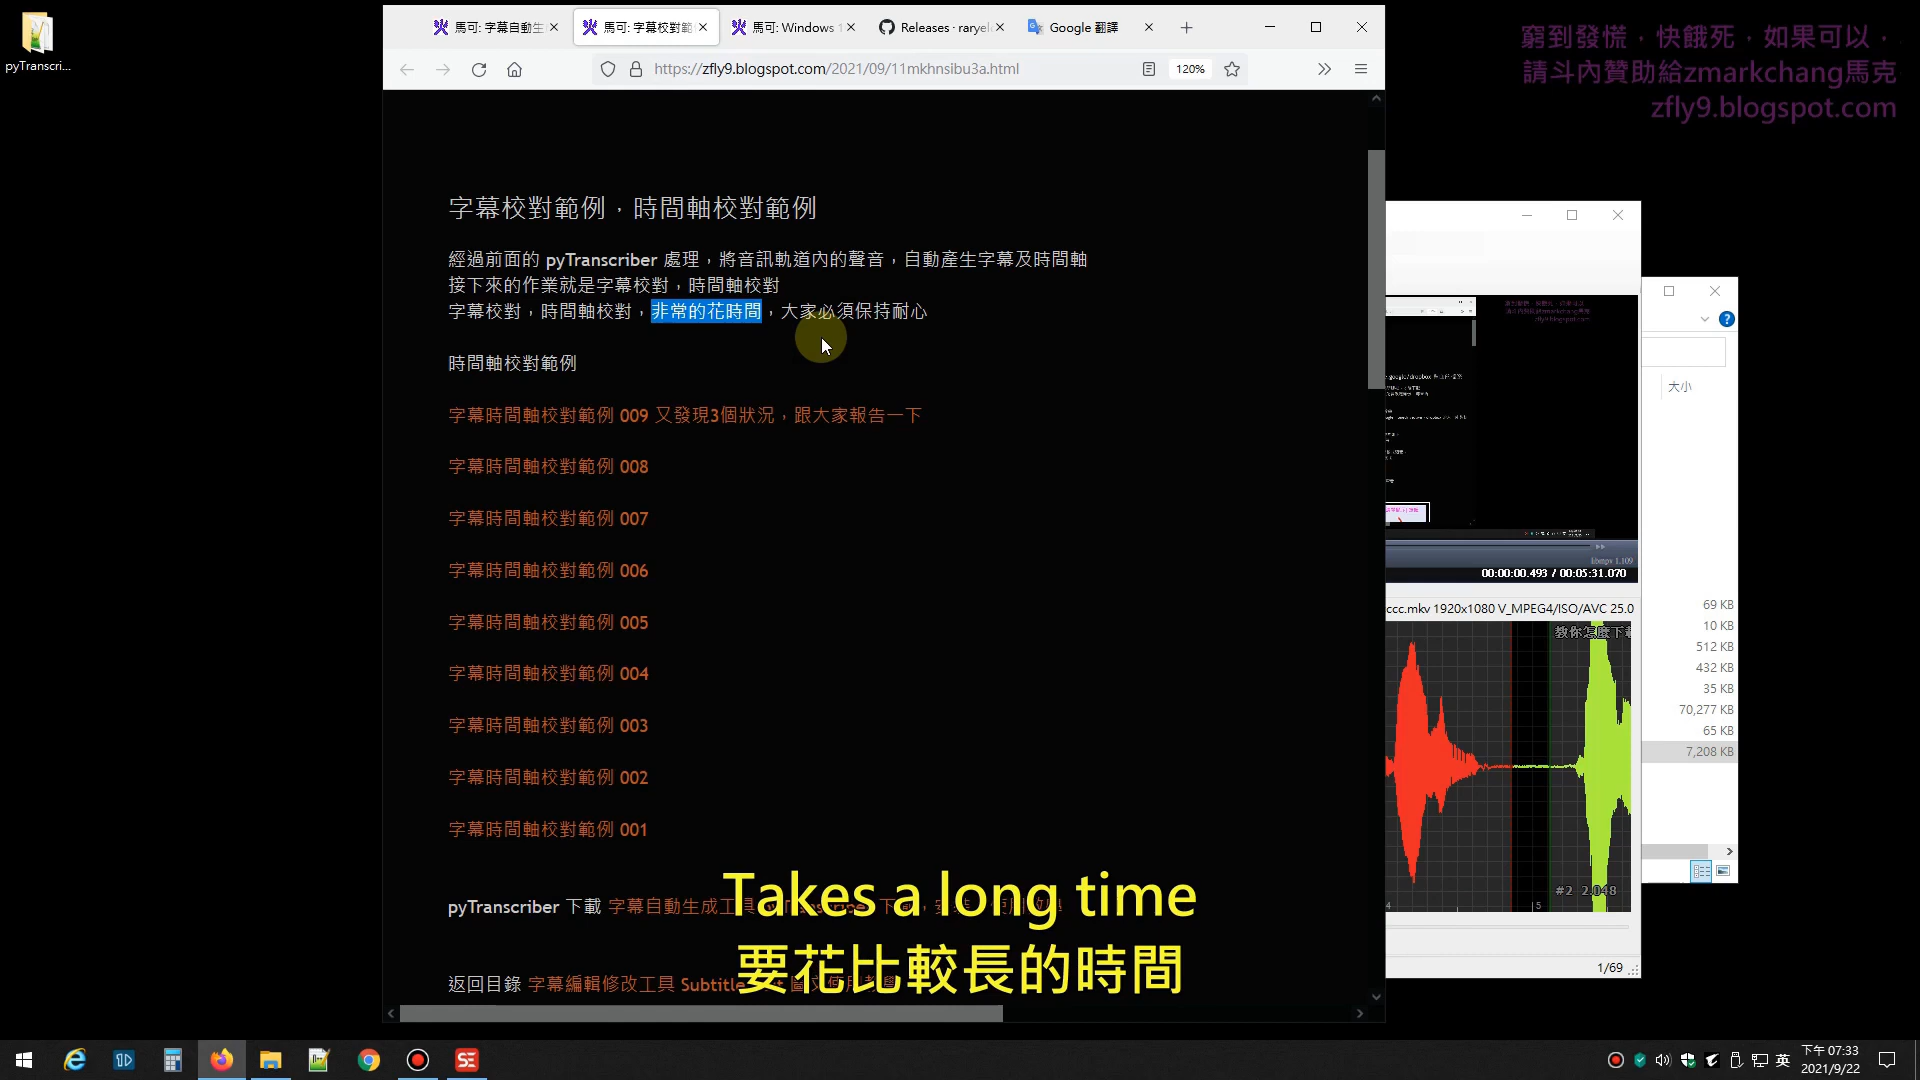 pyTranscri...
馬可: 字幕自動生
馬可: 字幕校對範
馬可: Windows 1
Releases · raryel
Google 翻譯
https://zfly9.blogspot.com/2021/09/11mkhnsibu3a.html
120%
窮到發慌，快餓死，如果可以，
請斗內贊助給zmarkchang馬克
zfly9.blogspot.com
字幕校對範例，時間軸校對範例
經過前面的 pyTranscriber 處理，將音訊軌道內的聲音，自動產生字幕及時間軸
接下來的作業就是字幕校對，時間軸校對
字幕校對，時間軸校對，非常的花時間，大家必須保持耐心
時間軸校對範例
字幕時間軸校對範例 009 又發現3個狀況，跟大家報告一下
字幕時間軸校對範例 008
字幕時間軸校對範例 007
字幕時間軸校對範例 006
字幕時間軸校對範例 005
字幕時間軸校對範例 004
字幕時間軸校對範例 003
字幕時間軸校對範例 002
字幕時間軸校對範例 001
pyTranscriber 下載 字幕自動生成工具
返回目錄 字幕編輯修改工具 Subtitle
Takes a long time
要花比較長的時間
大小
00:00:00.493 / 00:05:31.070
ccc.mkv 1920x1080 V_MPEG4/ISO/AVC 25.0
教你怎麼下載
#2 2.048
4
5
1/69
69 KB
10 KB
512 KB
432 KB
35 KB
70,277 KB
65 KB
7,208 KB
英
下午 07:33
2021/9/22